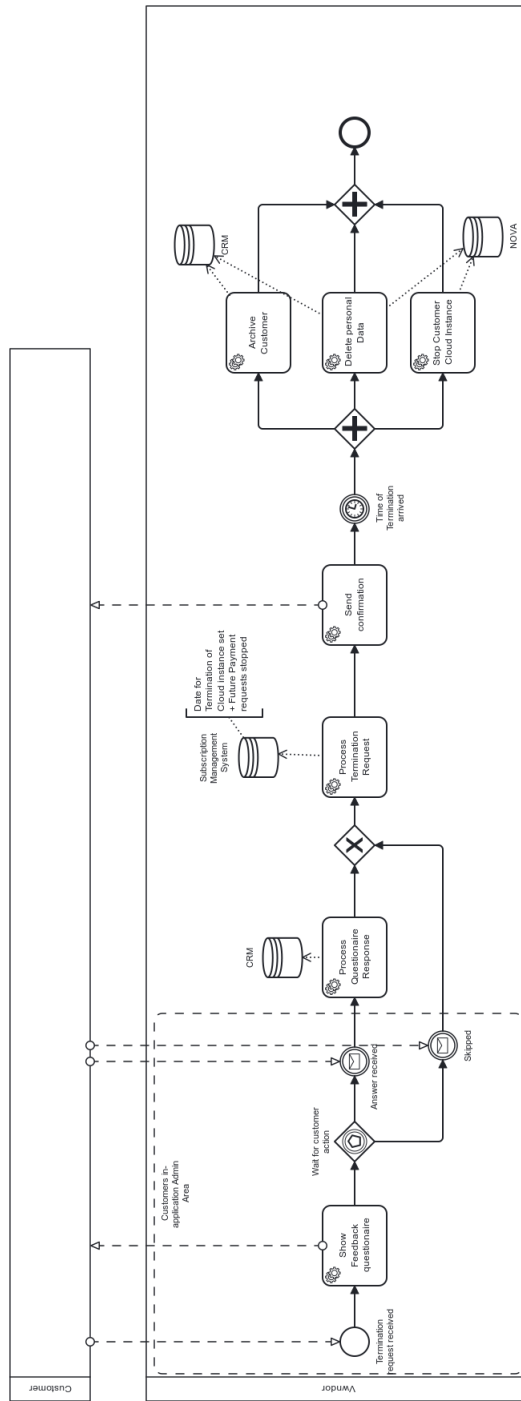 Customer
Vwndor
Customers in-
application Admin
Area
Termination
request received
Show
Feedback
questionaire
Wait for customer
action
Answer received
Skipped
CRM
Process
Questionaire
Response
Subscription
Management
System
Date for
Termination of
Cloud instance set
+ Future Payment
requests stopped
Process
Termination
Request
Send
confirmation
Time of
Termination
arrived
CRM
Archive
Customer
Delete personal
Data
Stop Customer
Cloud Instance
NOVA